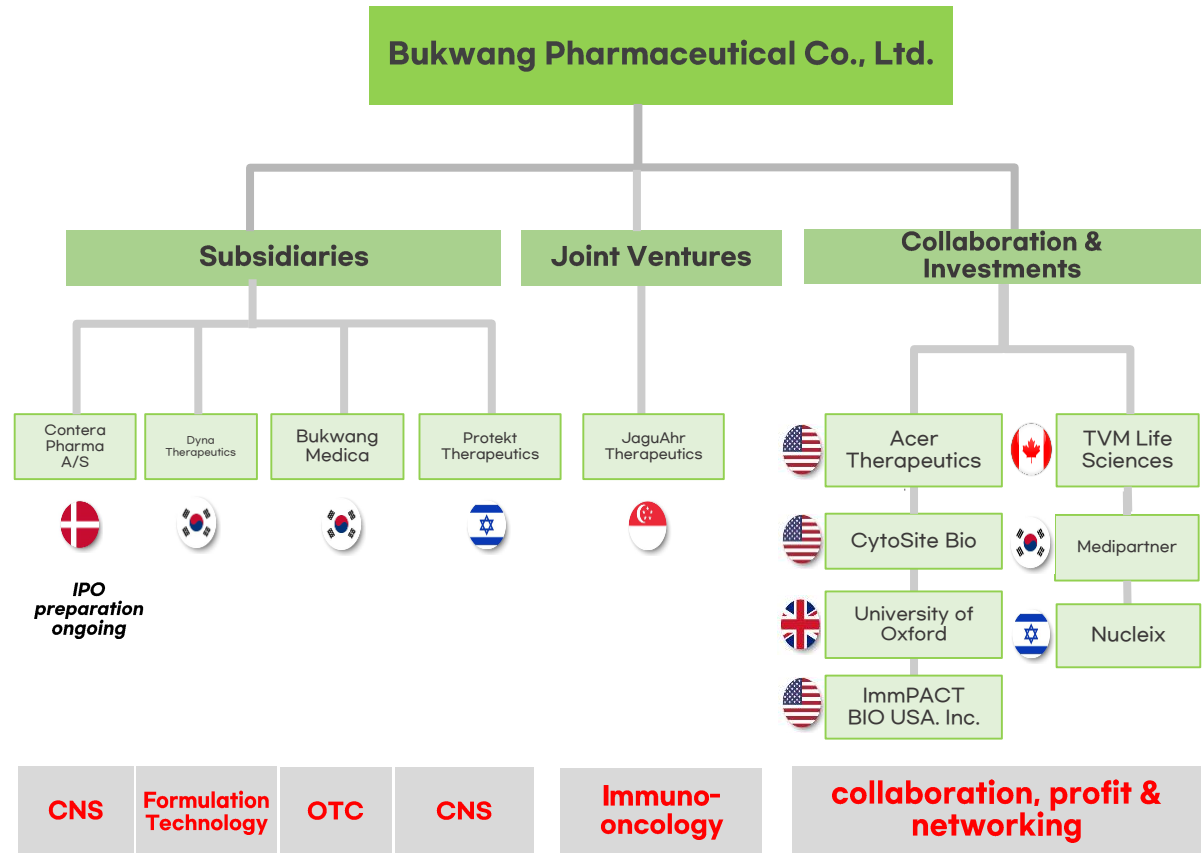 Bukwang Pharmaceutical Co., Ltd.
Subsidiaries
Joint Ventures
Collaboration &
Investments
Contera
Pharma
A/S
Dyna
Therapeutics
Bukwang
Medica
Protekt
Therapeutics
JaguAhr
Therapeutics
Acer
Therapeutics
TVM Life
Sciences
CytoSite Bio
Medipartner
University of
Oxford
Nucleix
ImmPACT
BIO USA. Inc.
IPO
preparation
ongoing
CNS
Formulation
Technology
OTC
CNS
Immuno-
oncology
collaboration, profit &
networking